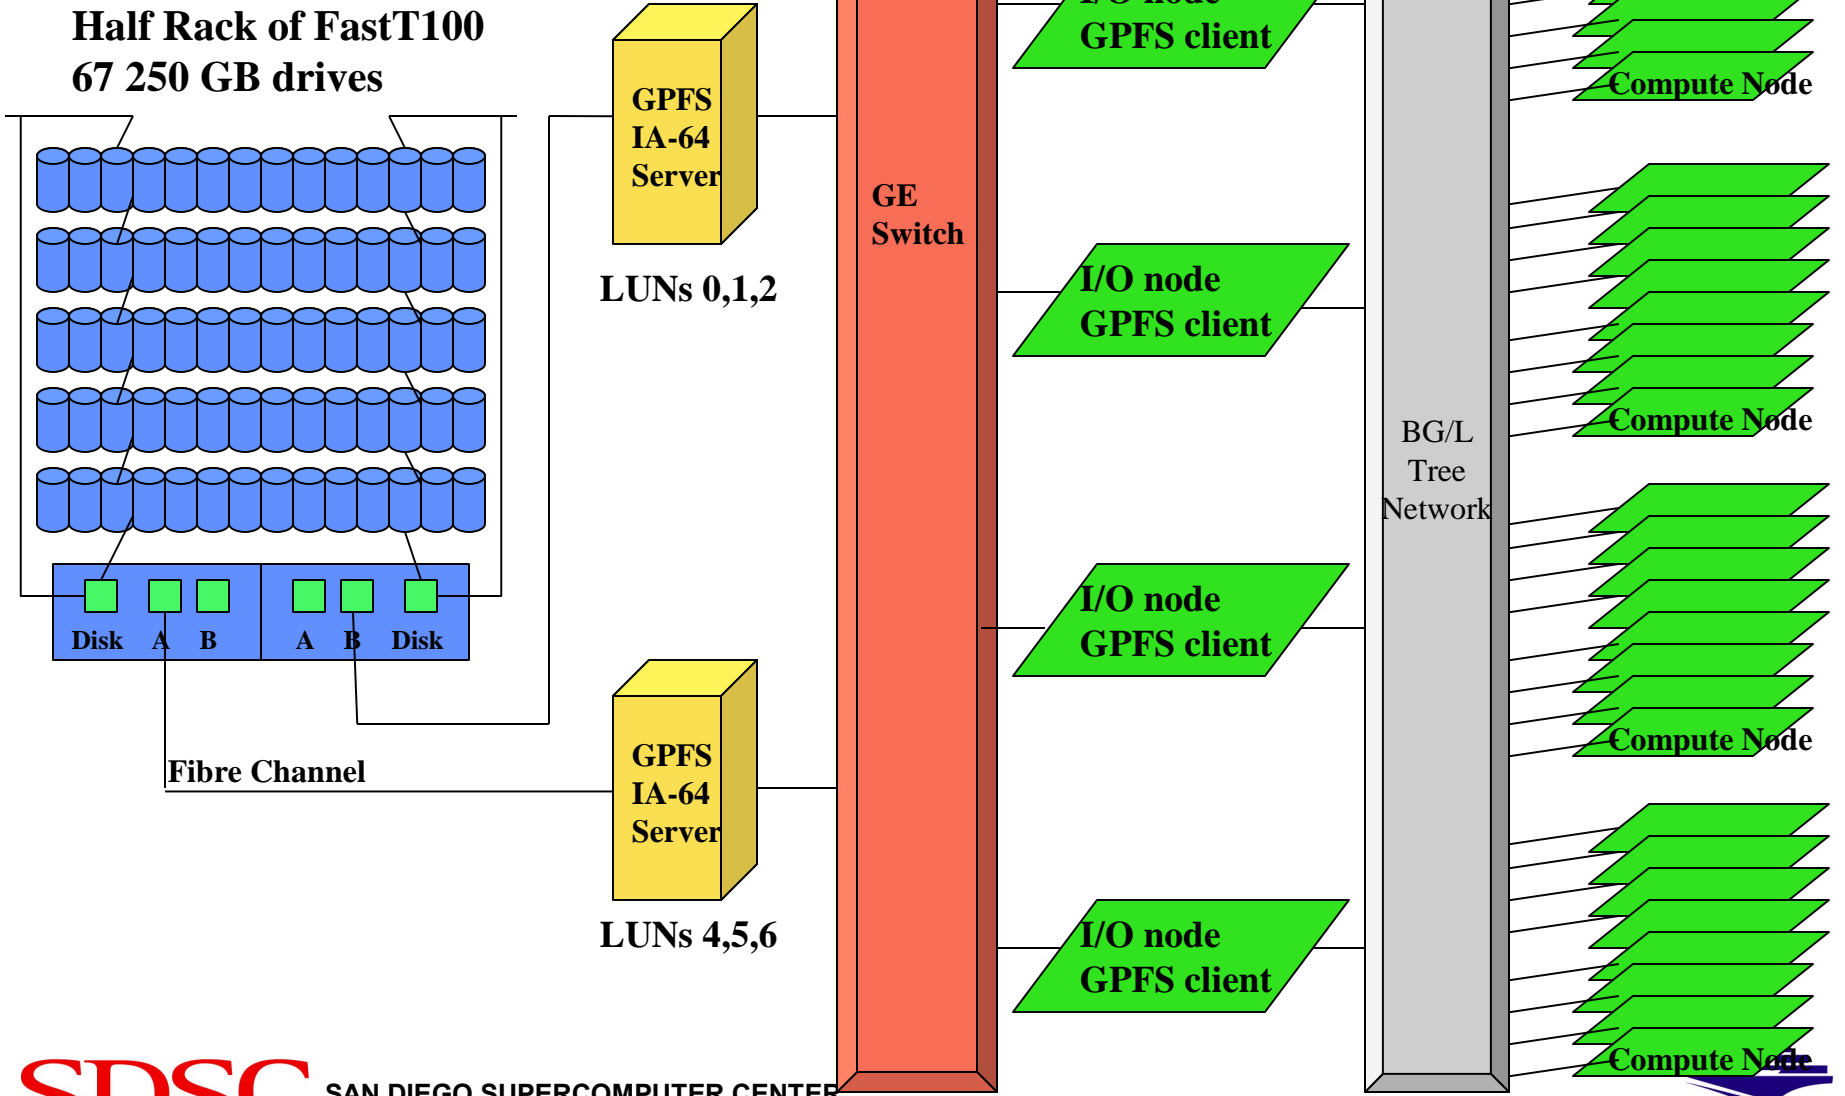 Half Rack of FastT100
67 250 GB drives
GPFS
IA-64
Server
LUNs 0,1,2
Disk A B A B Disk
Fibre Channel
GPFS
IA-64
Server
LUNs 4,5,6
GE
Switch
I/O node
GPFS client
I/O node
GPFS client
I/O node
GPFS client
I/O node
GPFS client
BG/L
Tree
Network
Compute Node
Compute Node
Compute Node
Compute Node
SDSC
SAN DIEGO SUPERCOMPUTER CENTER